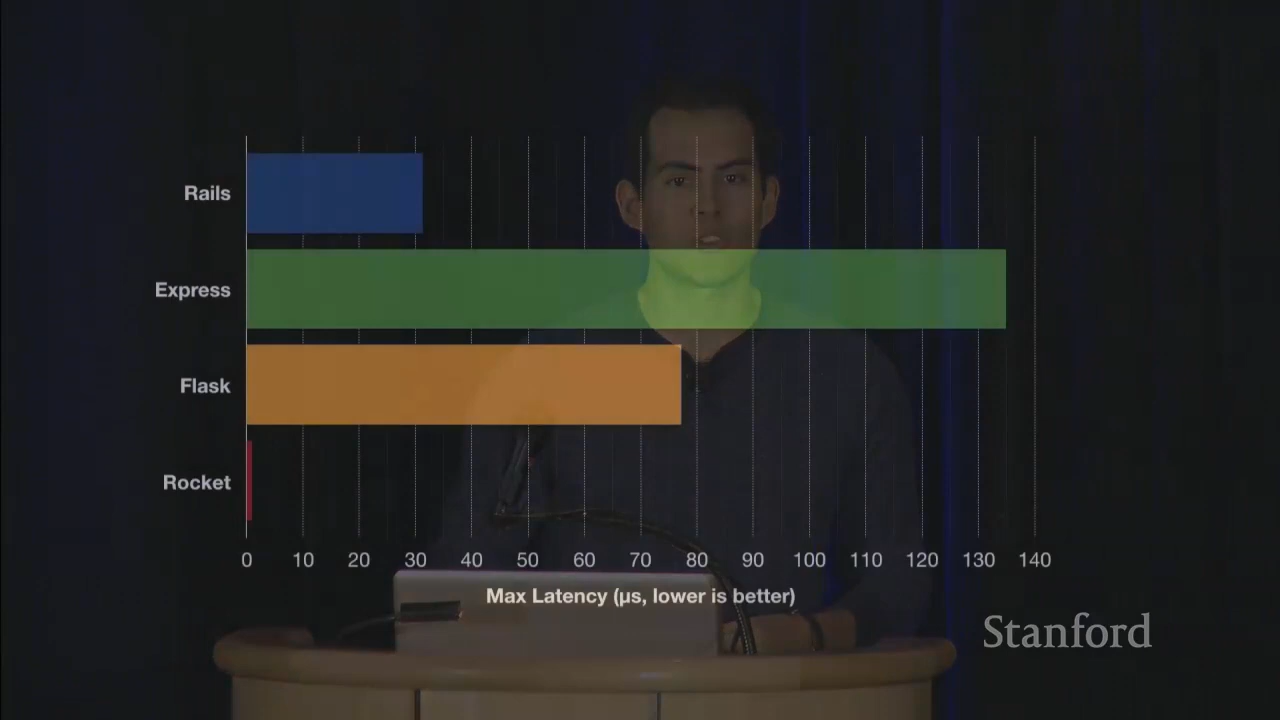 Rails
Express
Flask
Rocket
0 10 20 30 40 50 60 70 80 90 100 110 120 130 140
Max Latency (µs, lower is better)
Stanford